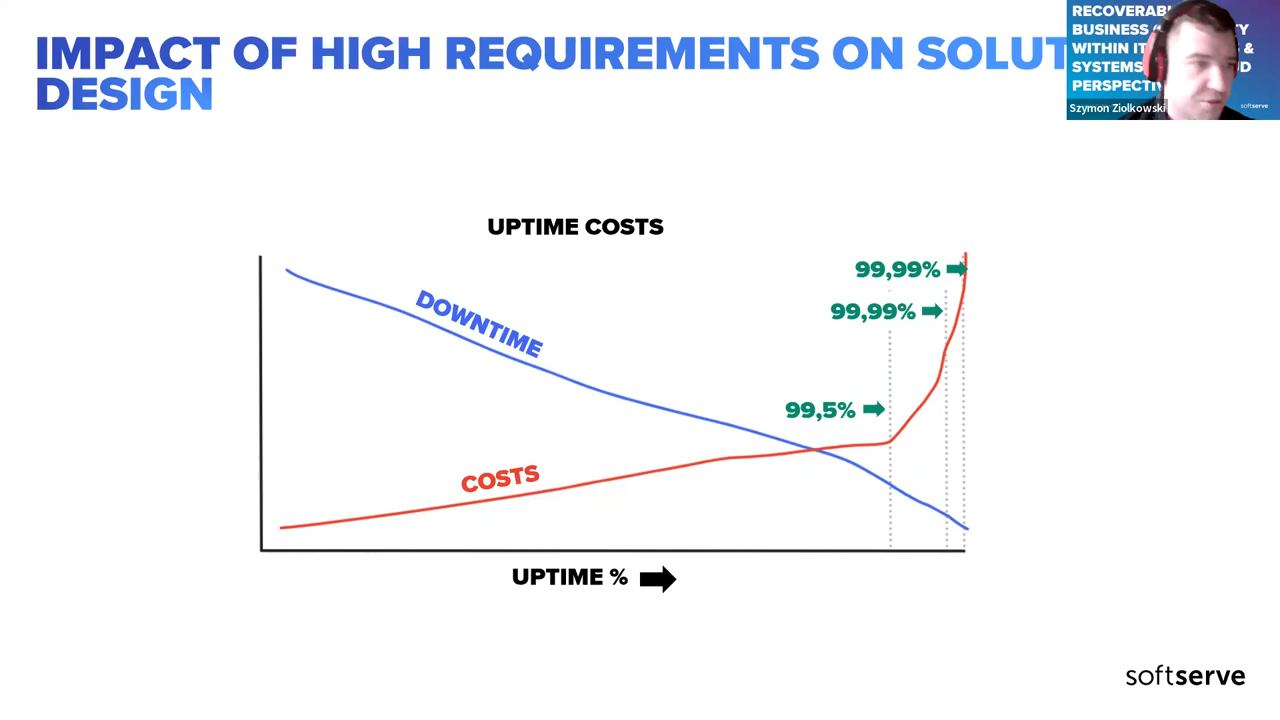 IMPACT OF HIGH REQUIREMENTS ON SOLUT
DESIGN
RECOVERAB
BUSINESS
WITHIN IT &
SYSTEMS
PERSPECTIV
Szymon Ziolkowski
softserve
UPTIME COSTS
99,99%
99,99%
DOWNTIME
99,5%
COSTS
UPTIME %
softserve